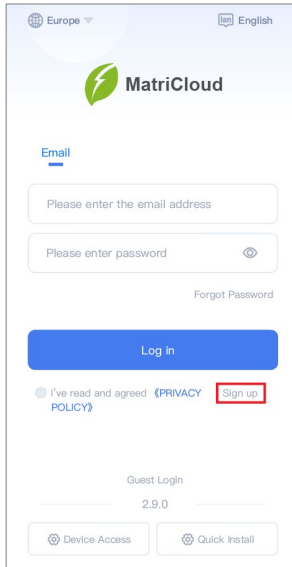 Europe
lan English
MatriCloud
Email
Please enter the email address
Please enter password
Forgot Password
Log in
I've read and agreed 《PRIVACY Sign up
POLICY》
Guest Login
2.9.0
Device Access Quick Install